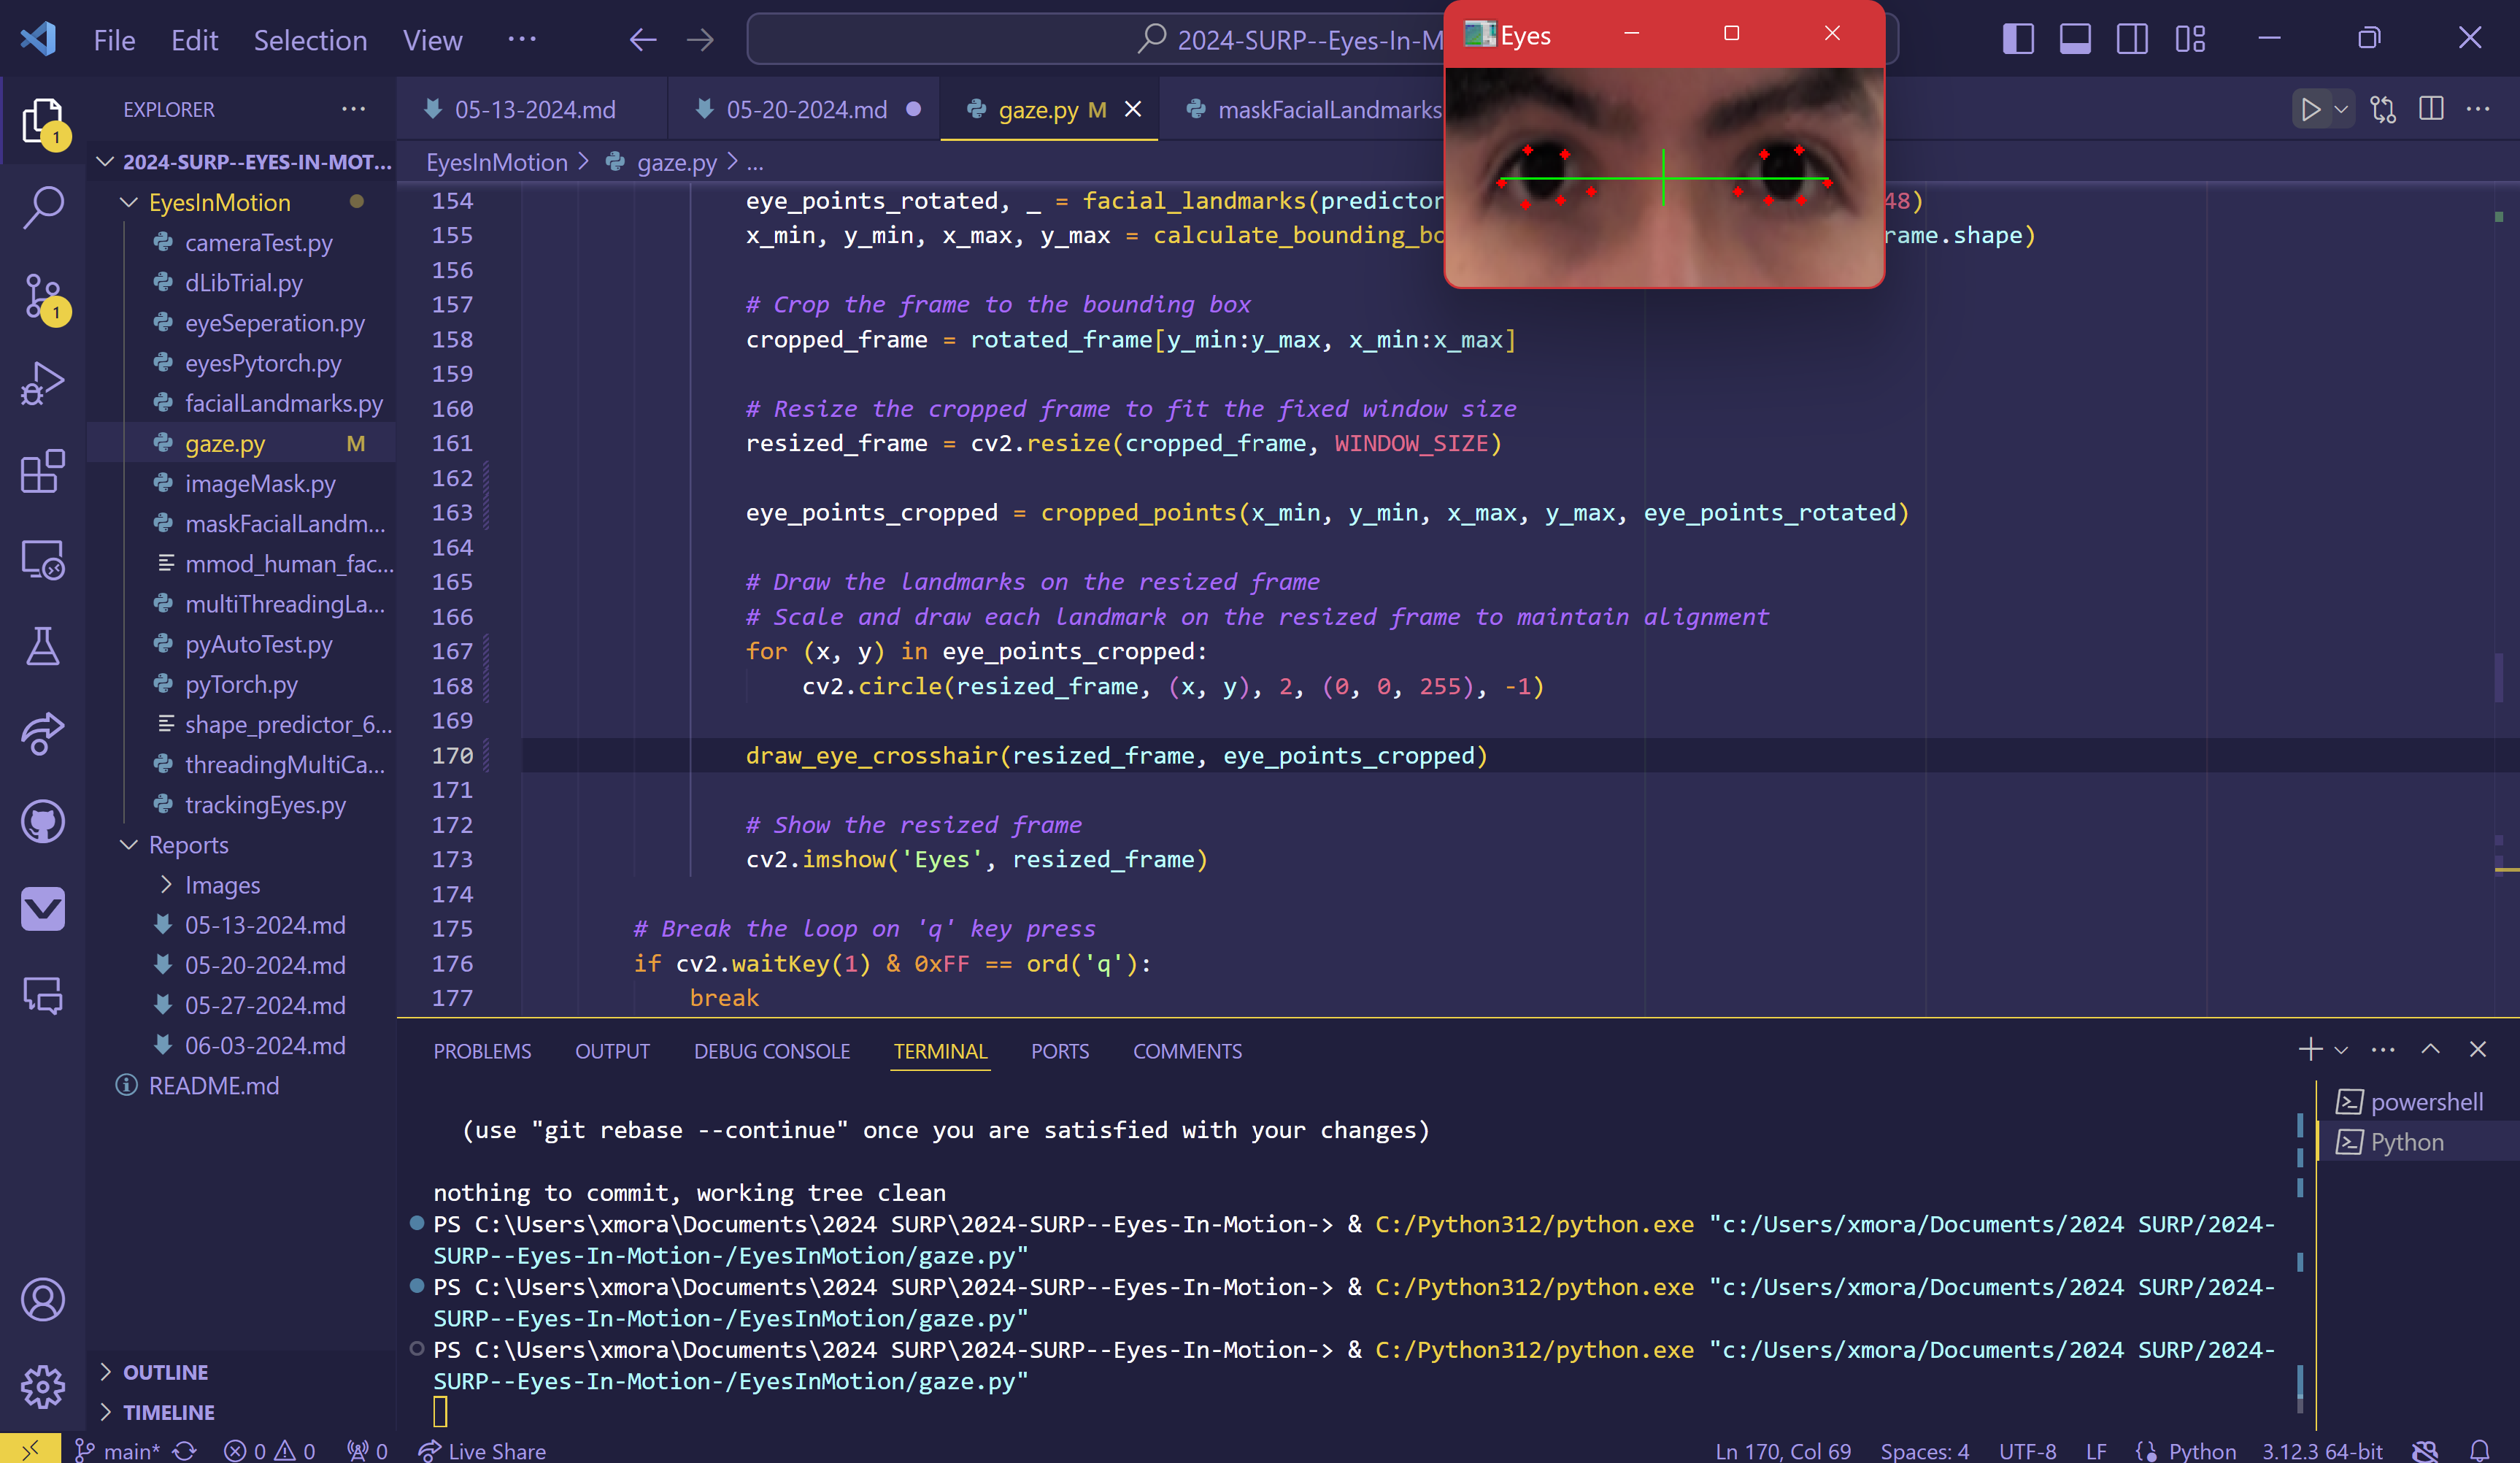 File Edit Selection View ···
2024-SURP--Eyes-In-M
Eyes
EXPLORER ···
05-13-2024.md
05-20-2024.md
gaze.py M
maskFacialLandmarks
1
2024-SURP--EYES-IN-MOT...
EyesInMotion > gaze.py > ...
EyesInMotion
cameraTest.py
dLibTrial.py
eyeSeperation.py
eyesPytorch.py
facialLandmarks.py
gaze.py M
imageMask.py
maskFacialLandm...
mmod_human_fac...
multiThreadingLa...
pyAutoTest.py
pyTorch.py
shape_predictor_6...
threadingMultiCa...
trackingEyes.py
Reports
Images
05-13-2024.md
05-20-2024.md
05-27-2024.md
06-03-2024.md
README.md
1
OUTLINE
TIMELINE
154 eye_points_rotated, _ = facial_landmarks(predictor 48)
155 x_min, y_min, x_max, y_max = calculate_bounding_bo rame.shape)
156
157 # Crop the frame to the bounding box
158 cropped_frame = rotated_frame[y_min:y_max, x_min:x_max]
159
160 # Resize the cropped frame to fit the fixed window size
161 resized_frame = cv2.resize(cropped_frame, WINDOW_SIZE)
162
163 eye_points_cropped = cropped_points(x_min, y_min, x_max, y_max, eye_points_rotated)
164
165 # Draw the landmarks on the resized frame
166 # Scale and draw each landmark on the resized frame to maintain alignment
167 for (x, y) in eye_points_cropped:
168 cv2.circle(resized_frame, (x, y), 2, (0, 0, 255), -1)
169
170 draw_eye_crosshair(resized_frame, eye_points_cropped)
171
172 # Show the resized frame
173 cv2.imshow('Eyes', resized_frame)
174
175 # Break the loop on 'q' key press
176 if cv2.waitKey(1) & 0xFF == ord('q'):
177 break
PROBLEMS OUTPUT DEBUG CONSOLE TERMINAL PORTS COMMENTS
(use "git rebase --continue" once you are satisfied with your changes)
nothing to commit, working tree clean
PS C:\Users\xmora\Documents\2024 SURP\2024-SURP--Eyes-In-Motion-> & C:/Python312/python.exe "c:/Users/xmora/Documents/2024 SURP/2024-
SURP--Eyes-In-Motion-/EyesInMotion/gaze.py"
PS C:\Users\xmora\Documents\2024 SURP\2024-SURP--Eyes-In-Motion-> & C:/Python312/python.exe "c:/Users/xmora/Documents/2024 SURP/2024-
SURP--Eyes-In-Motion-/EyesInMotion/gaze.py"
PS C:\Users\xmora\Documents\2024 SURP\2024-SURP--Eyes-In-Motion-> & C:/Python312/python.exe "c:/Users/xmora/Documents/2024 SURP/2024-
SURP--Eyes-In-Motion-/EyesInMotion/gaze.py"
powershell
Python
main* 0 0 0 Live Share Ln 170, Col 69 Spaces: 4 UTF-8 LF Python 3.12.3 64-bit